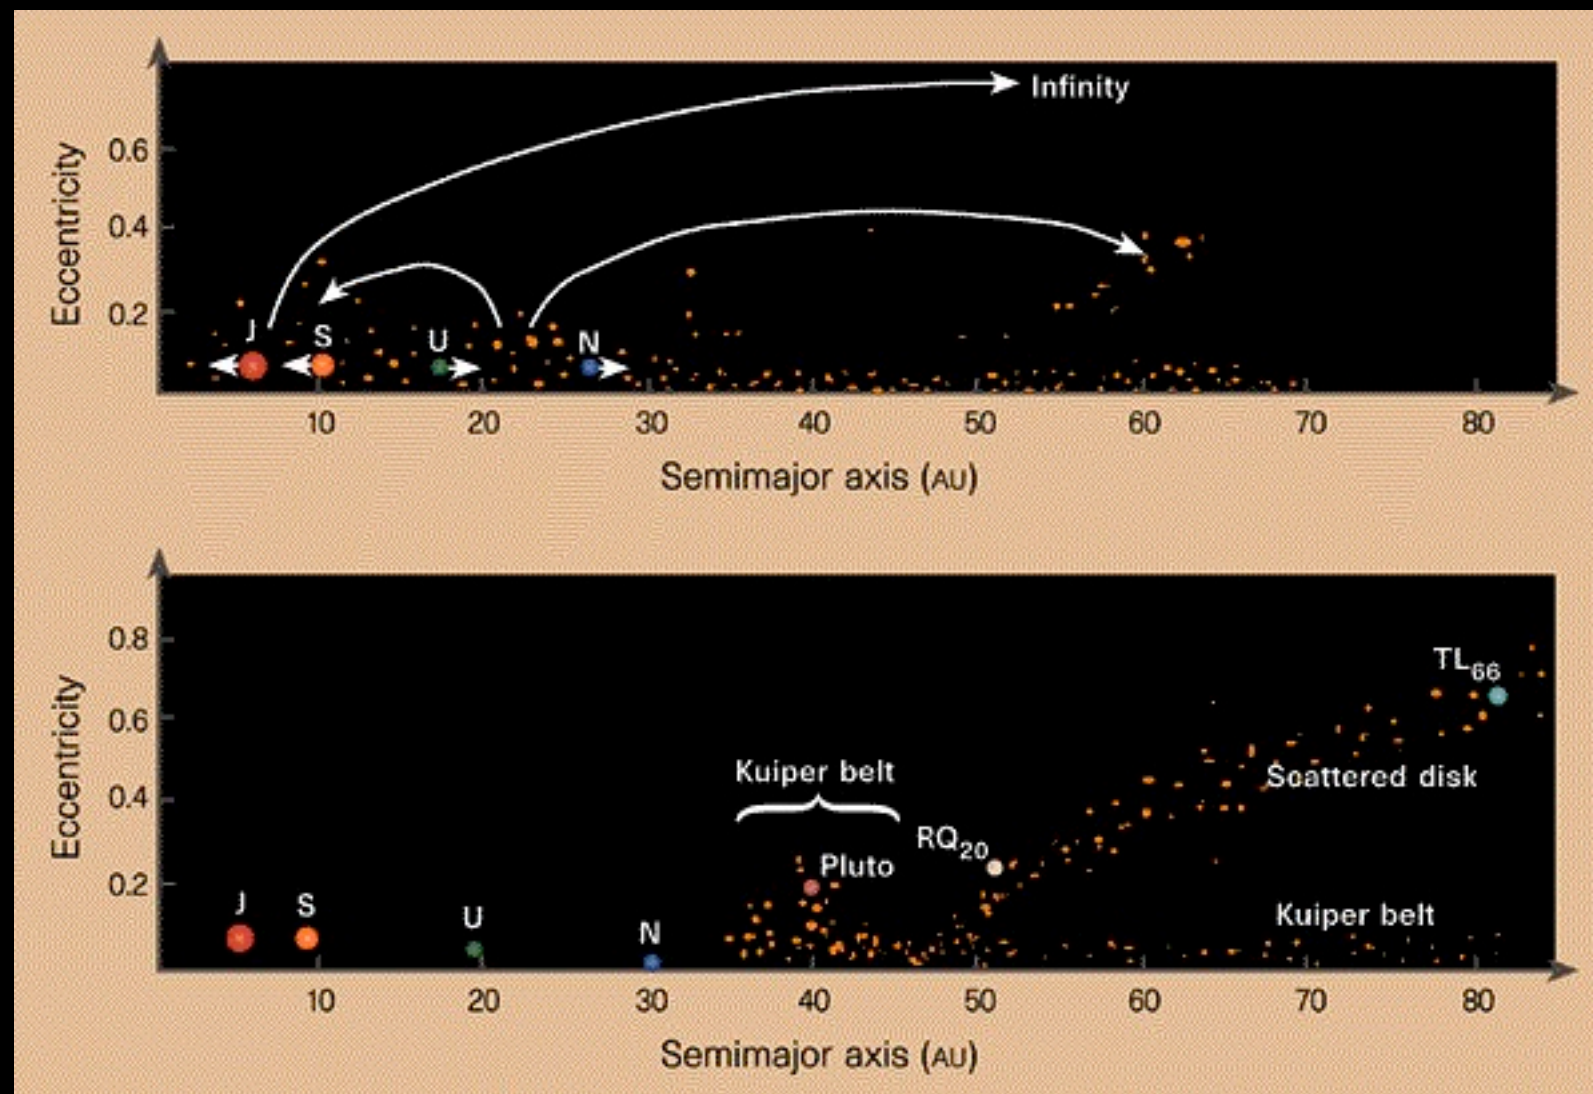 Infinity
Eccentricity
0.6
0.4
0.2
J
S
U
N
10 20 30 40 50 60 70 80
Semimajor axis (AU)
Eccentricity
0.8
0.6
0.4
0.2
TL66
Scattered disk
Kuiper belt
RQ20
Pluto
Kuiper belt
J
S
U
N
10 20 30 40 50 60 70 80
Semimajor axis (AU)